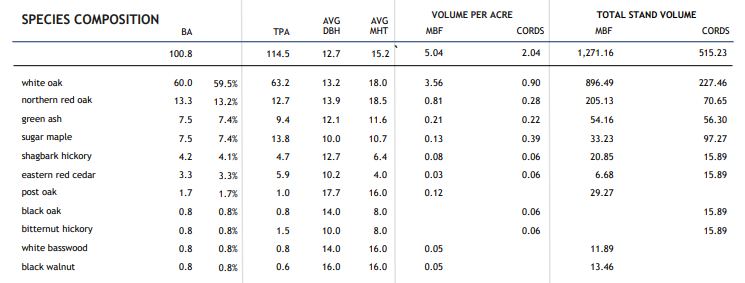 SPECIES COMPOSITION BA TPA AVG DBH AVG MHT VOLUME PER ACRE MBF CORDS TOTAL STAND VOLUME MBF CORDS
100.8 114.5 12.7 15.2 5.04 2.04 1,271.16 515.23
white oak 60.0 59.5% 63.2 13.2 18.0 3.56 0.90 896.49 227.46
northern red oak 13.3 13.2% 12.7 13.9 18.5 0.81 0.28 205.13 70.65
green ash 7.5 7.4% 9.4 12.1 11.6 0.21 0.22 54.16 56.30
sugar maple 7.5 7.4% 13.8 10.0 10.7 0.13 0.39 33.23 97.27
shagbark hickory 4.2 4.1% 4.7 12.7 6.4 0.08 0.06 20.85 15.89
eastern red cedar 3.3 3.3% 5.9 10.2 4.0 0.03 0.06 6.68 15.89
post oak 1.7 1.7% 1.0 17.7 16.0 0.12 29.27
black oak 0.8 0.8% 0.8 14.0 8.0 0.06 15.89
bitternut hickory 0.8 0.8% 1.5 10.0 8.0 0.06 15.89
white basswood 0.8 0.8% 0.8 14.0 16.0 0.05 11.89
black walnut 0.8 0.8% 0.6 16.0 16.0 0.05 13.46